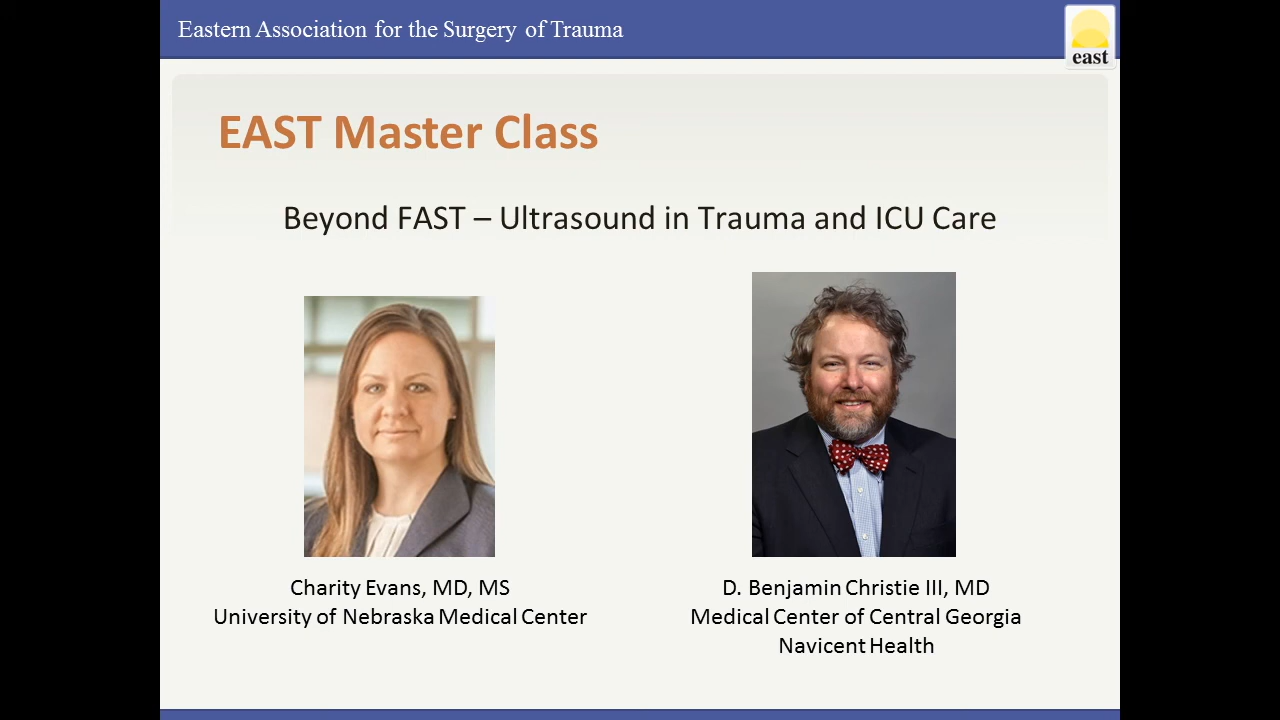 Eastern Association for the Surgery of Trauma
east
EAST Master Class
Beyond FAST – Ultrasound in Trauma and ICU Care
Charity Evans, MD, MS
University of Nebraska Medical Center
D. Benjamin Christie III, MD
Medical Center of Central Georgia
Navicent Health